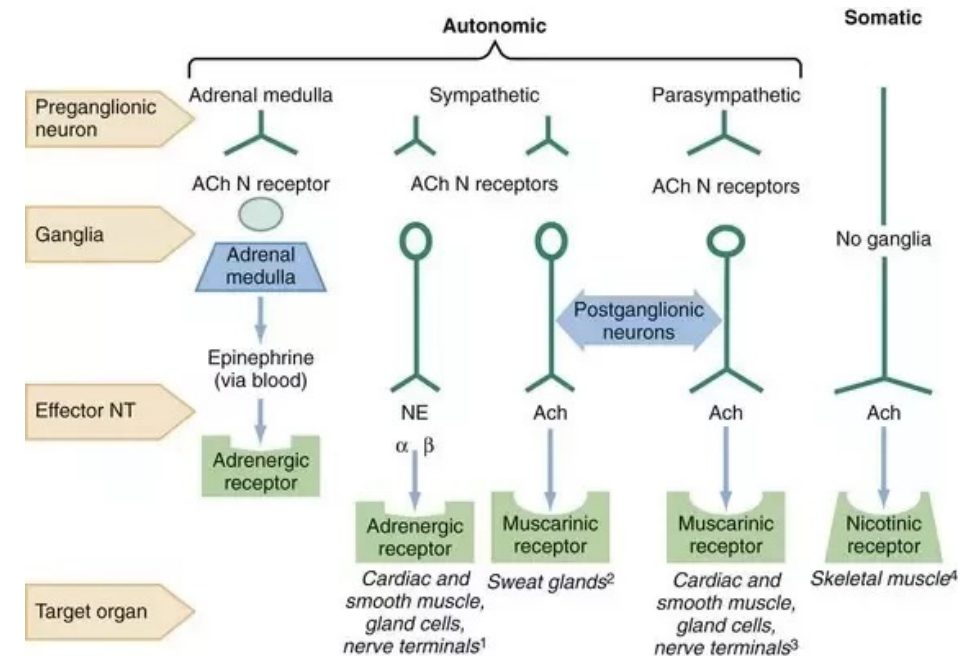 Autonomic
Somatic
Preganglionic
neuron
Adrenal medulla
Sympathetic
Parasympathetic
ACh N receptor
ACh N receptors
ACh N receptors
Ganglia
Adrenal
medulla
No ganglia
Postganglionic
neurons
Epinephrine
(via blood)
Effector NT
NE
Ach
Ach
Ach
α β
Adrenergic
receptor
Adrenergic
receptor
Muscarinic
receptor
Muscarinic
receptor
Nicotinic
receptor
Target organ
Cardiac and
smooth muscle,
gland cells,
nerve terminals¹
Sweat glands²
Cardiac and
smooth muscle,
gland cells,
nerve terminals³
Skeletal muscle⁴